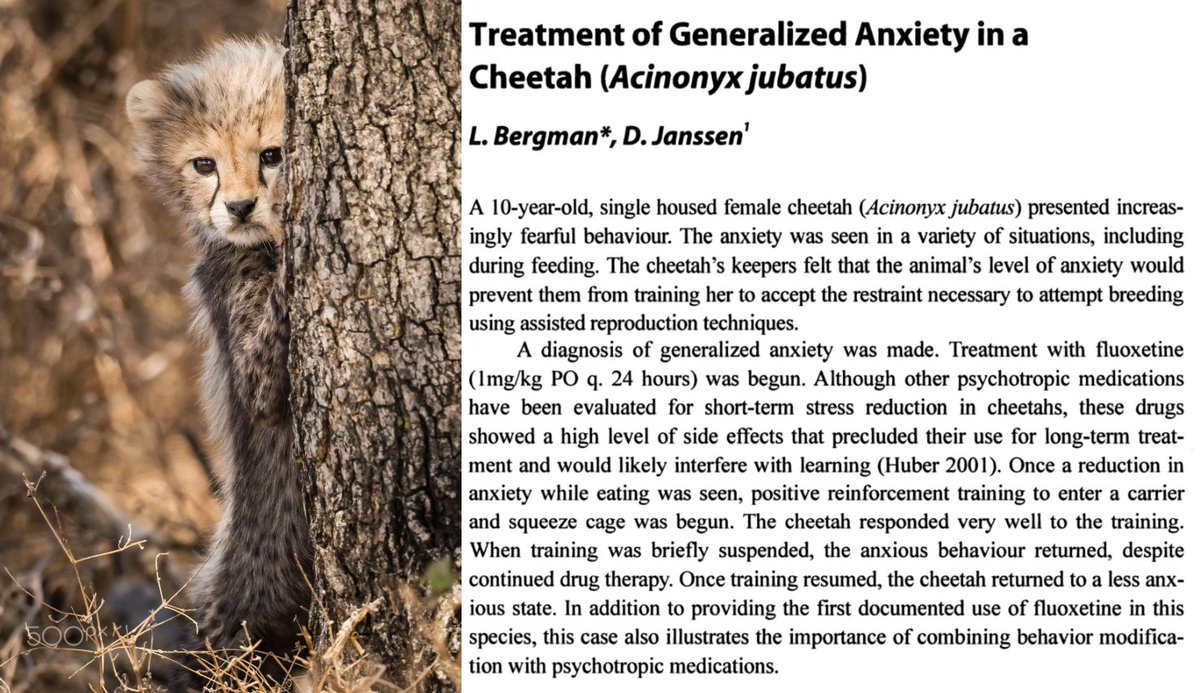 Treatment of Generalized Anxiety in a
Cheetah (Acinonyx jubatus)
L. Bergman*, D. Janssen¹
A 10-year-old, single housed female cheetah (Acinonyx jubatus) presented increas-
ingly fearful behaviour. The anxiety was seen in a variety of situations, including
during feeding. The cheetah's keepers felt that the animal's level of anxiety would
prevent them from training her to accept the restraint necessary to attempt breeding
using assisted reproduction techniques.
A diagnosis of generalized anxiety was made. Treatment with fluoxetine
(1mg/kg PO q. 24 hours) was begun. Although other psychotropic medications
have been evaluated for short-term stress reduction in cheetahs, these drugs
showed a high level of side effects that precluded their use for long-term treat-
ment and would likely interfere with learning (Huber 2001). Once a reduction in
anxiety while eating was seen, positive reinforcement training to enter a carrier
and squeeze cage was begun. The cheetah responded very well to the training.
When training was briefly suspended, the anxious behaviour returned, despite
continued drug therapy. Once training resumed, the cheetah returned to a less anx-
ious state. In addition to providing the first documented use of fluoxetine in this
species, this case also illustrates the importance of combining behavior modifica-
tion with psychotropic medications.